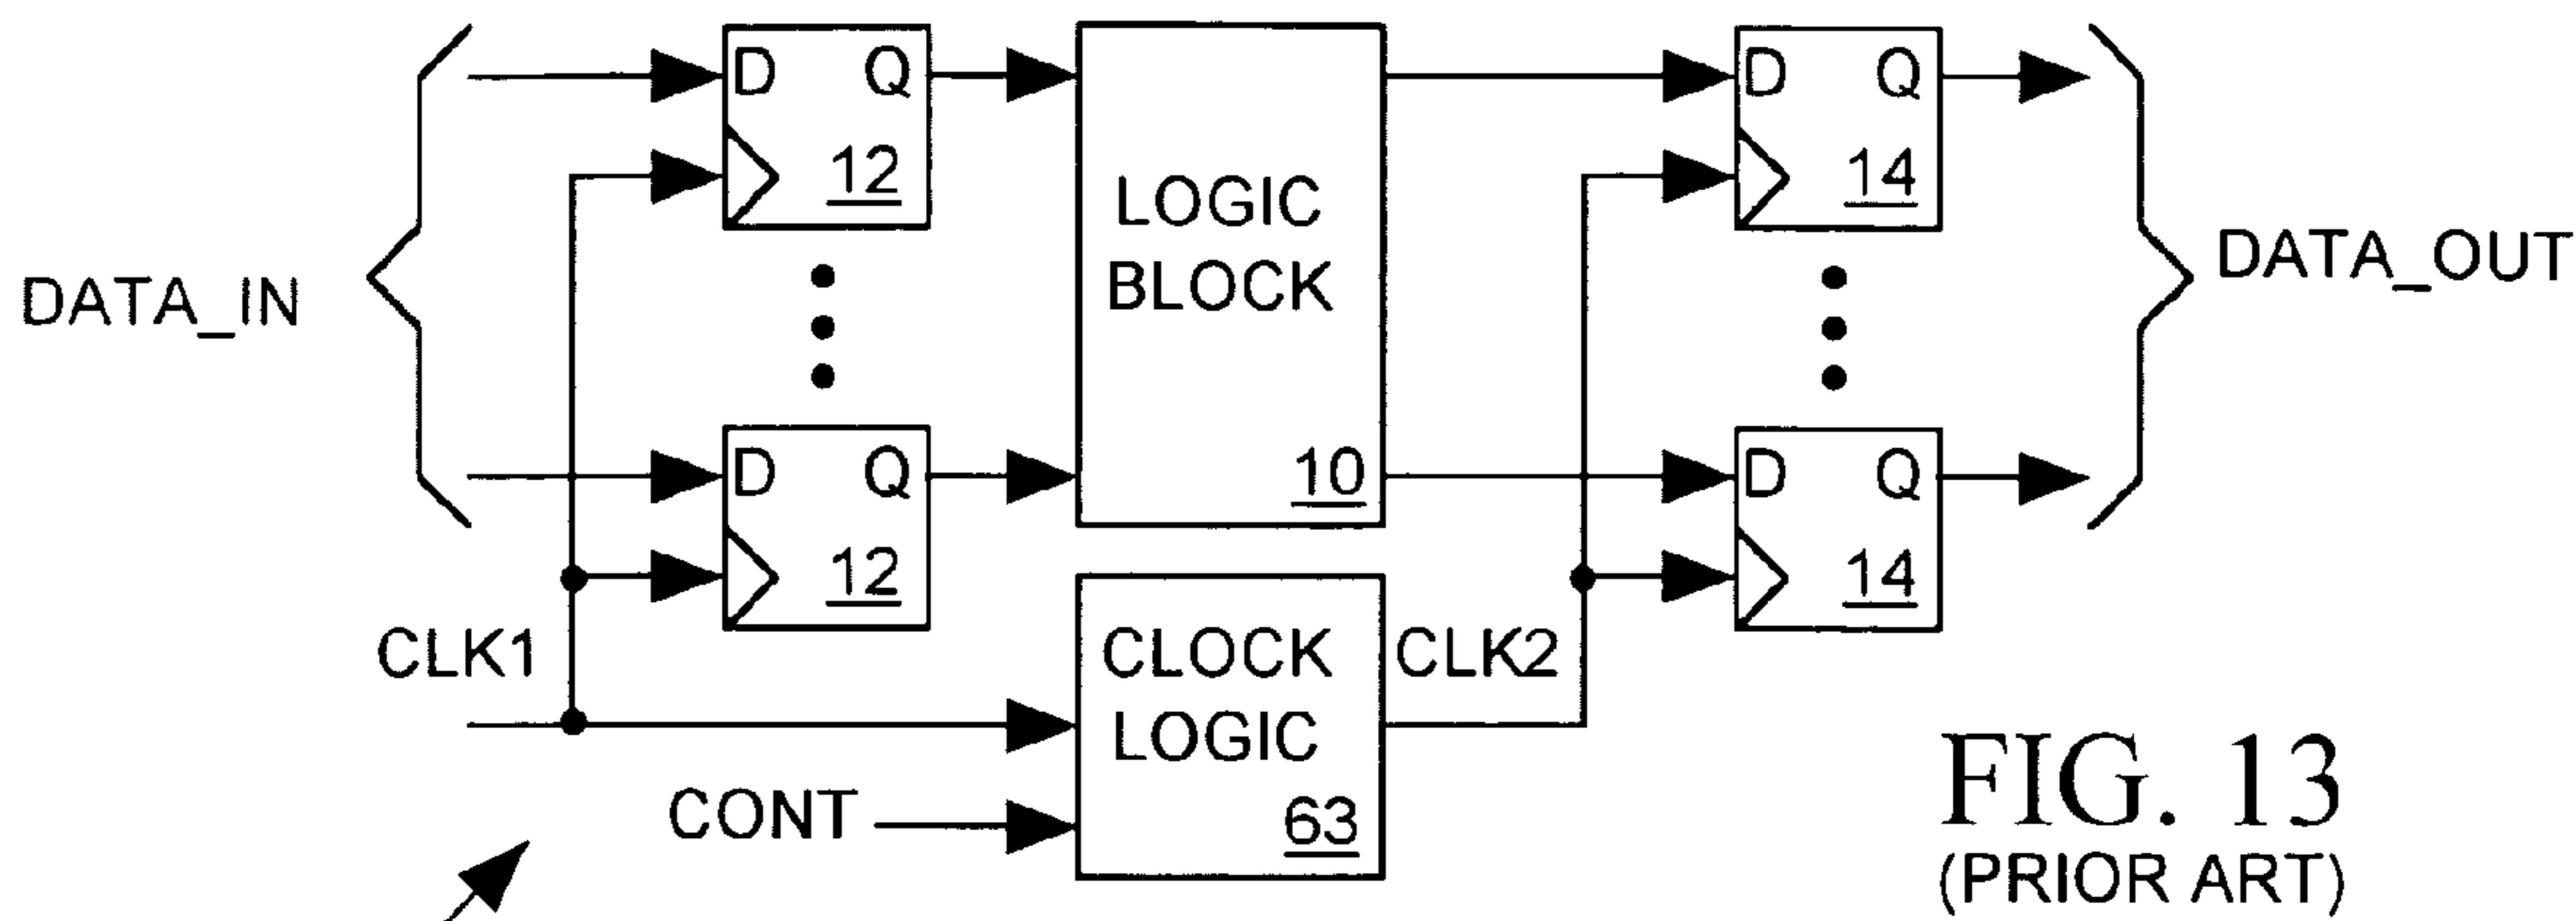 D Q
12
D Q
12
DATA_IN
LOGIC
BLOCK
10
D Q
14
D Q
14
DATA_OUT
CLK1
CLOCK
LOGIC
63
CLK2
CONT
FIG. 13
(PRIOR ART)